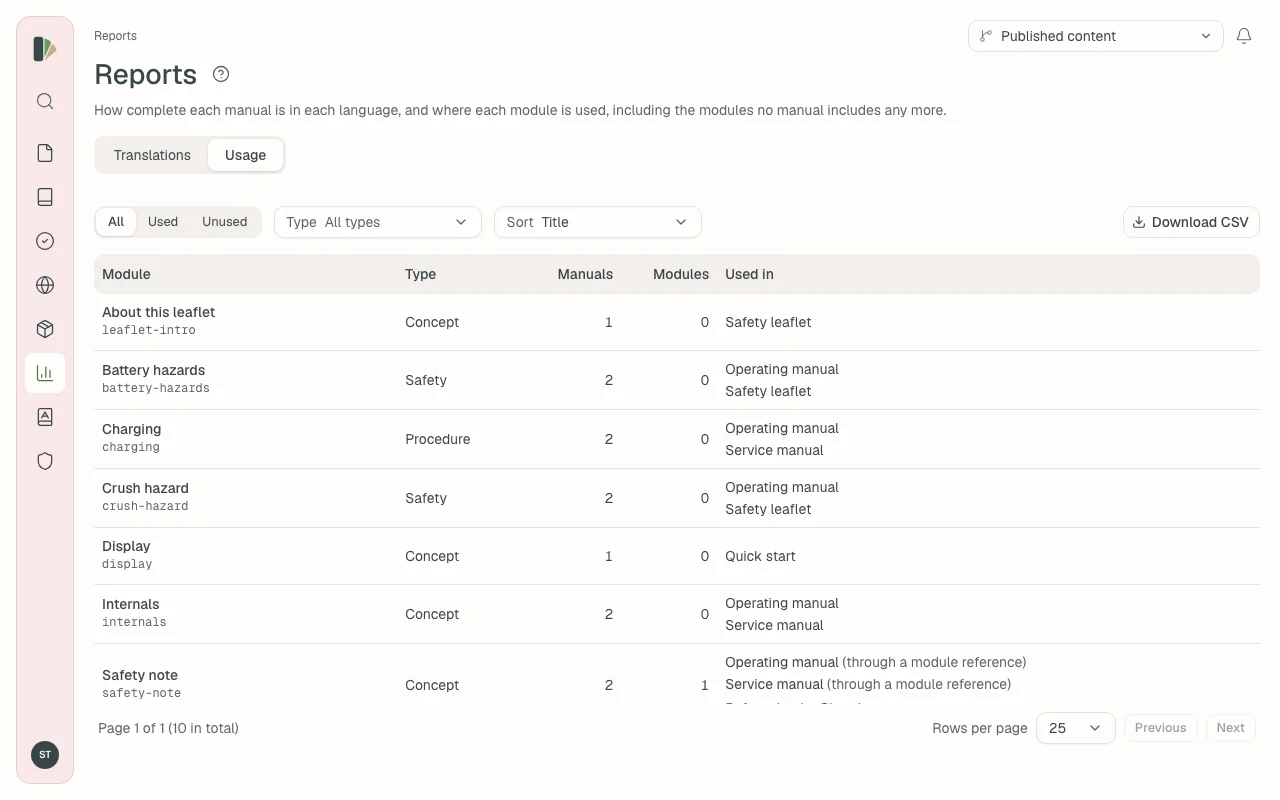 Reports
Published content
Reports
How complete each manual is in each language, and where each module is used, including the modules no manual includes any more.
Translations Usage
All Used Unused Type All types Sort Title Download CSV
Module Type Manuals Modules Used in
About this leaflet
leaflet-intro
Concept 1 0 Safety leaflet
Battery hazards
battery-hazards
Safety 2 0 Operating manual
Safety leaflet
Charging
charging
Procedure 2 0 Operating manual
Service manual
Crush hazard
crush-hazard
Safety 2 0 Operating manual
Safety leaflet
Display
display
Concept 1 0 Quick start
Internals
internals
Concept 2 0 Operating manual
Service manual
Safety note
safety-note
Concept 2 1 Operating manual (through a module reference)
Service manual (through a module reference)
Page 1 of 1 (10 in total) Rows per page 25 Previous Next
ST